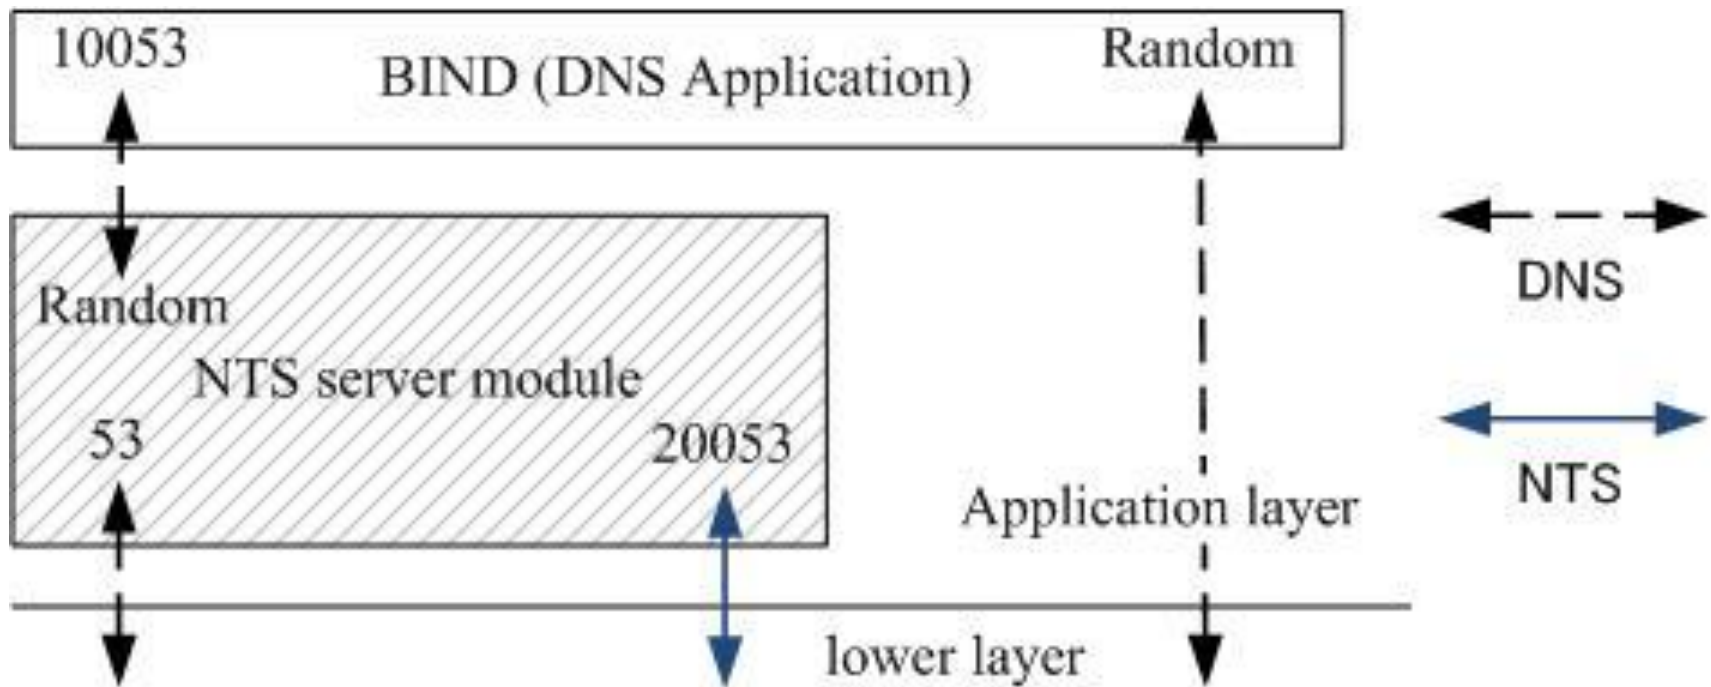 10053
BIND (DNS Application)
Random
DNS
Random
NTS server module
53
20053
NTS
Application layer
lower layer